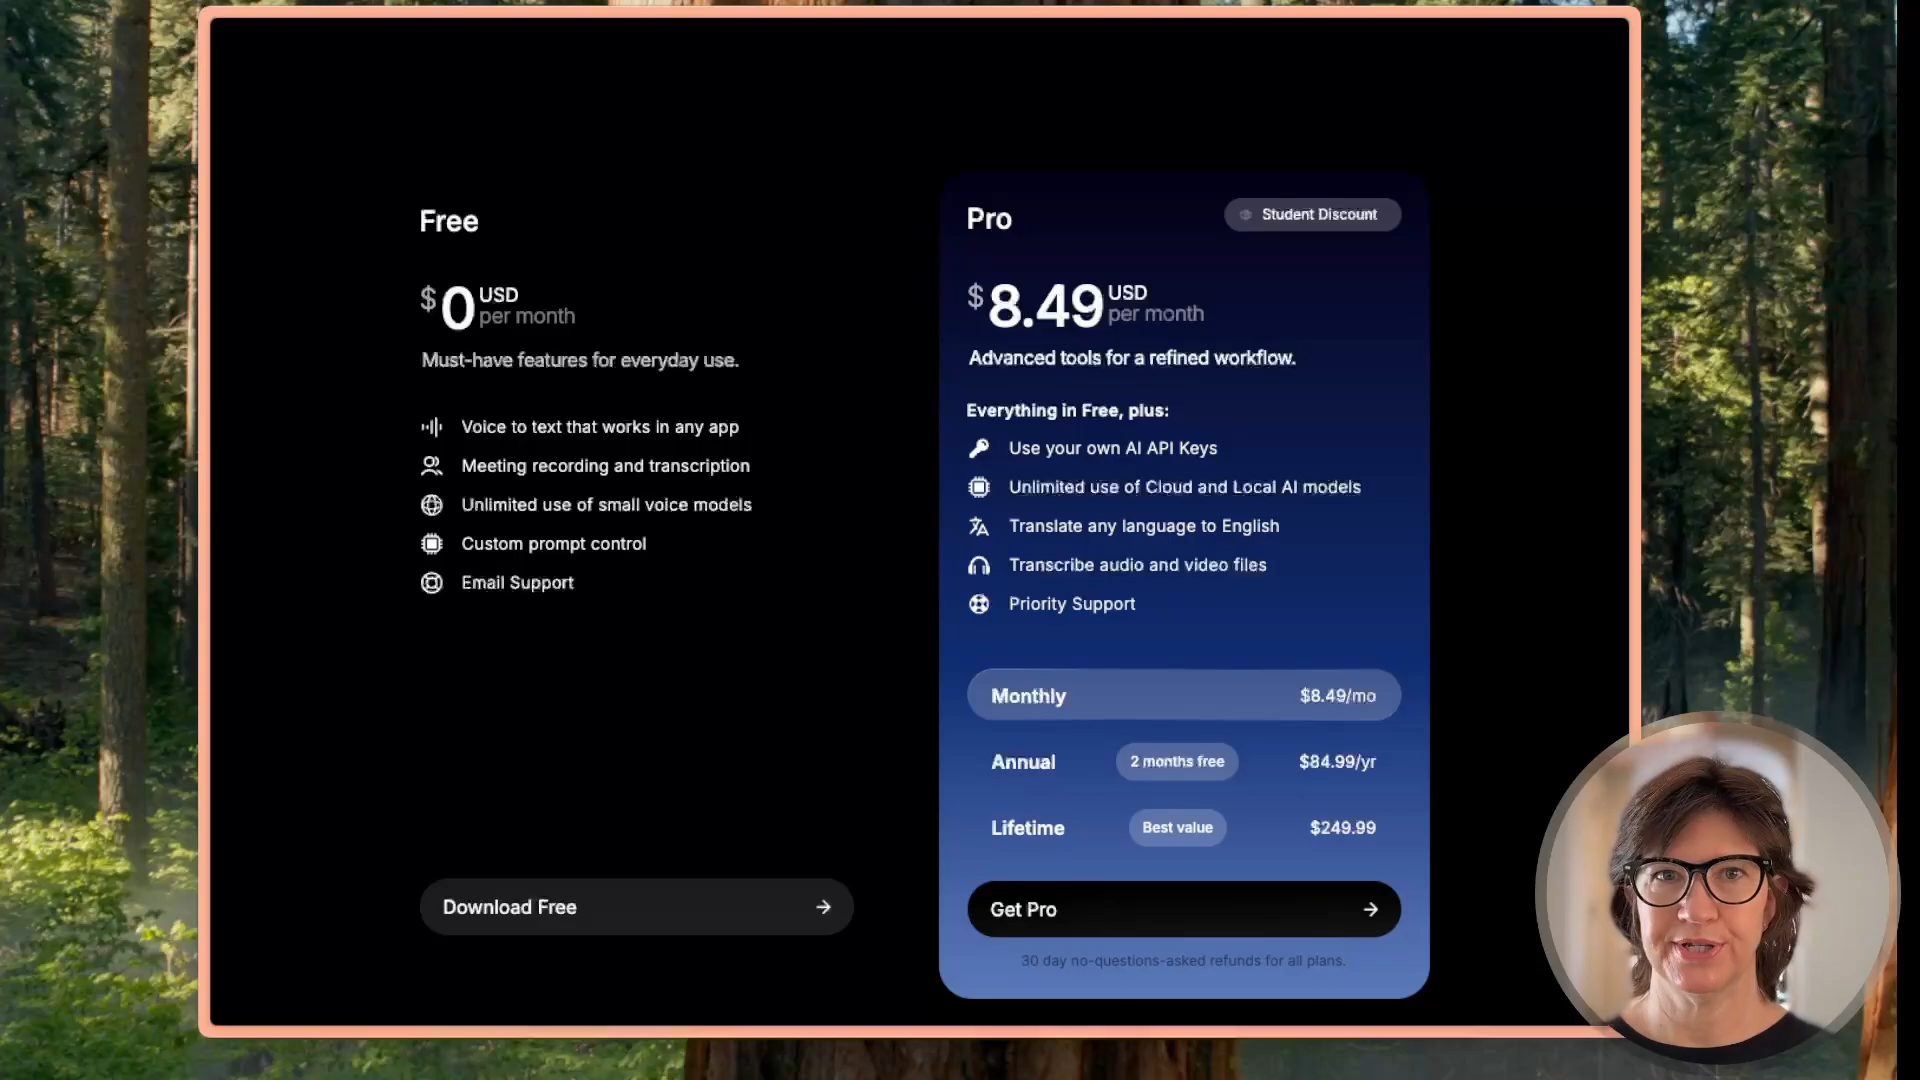 Free
$0 USD
per month
Must-have features for everyday use.
Voice to text that works in any app
Meeting recording and transcription
Unlimited use of small voice models
Custom prompt control
Email Support
Download Free
Pro
Student Discount
$8.49 USD
per month
Advanced tools for a refined workflow.
Everything in Free, plus:
Use your own AI API Keys
Unlimited use of Cloud and Local AI models
Translate any language to English
Transcribe audio and video files
Priority Support
Monthly $8.49/mo
Annual 2 months free $84.99/yr
Lifetime Best value $249.99
Get Pro
30 day no-questions-asked refunds for all plans.